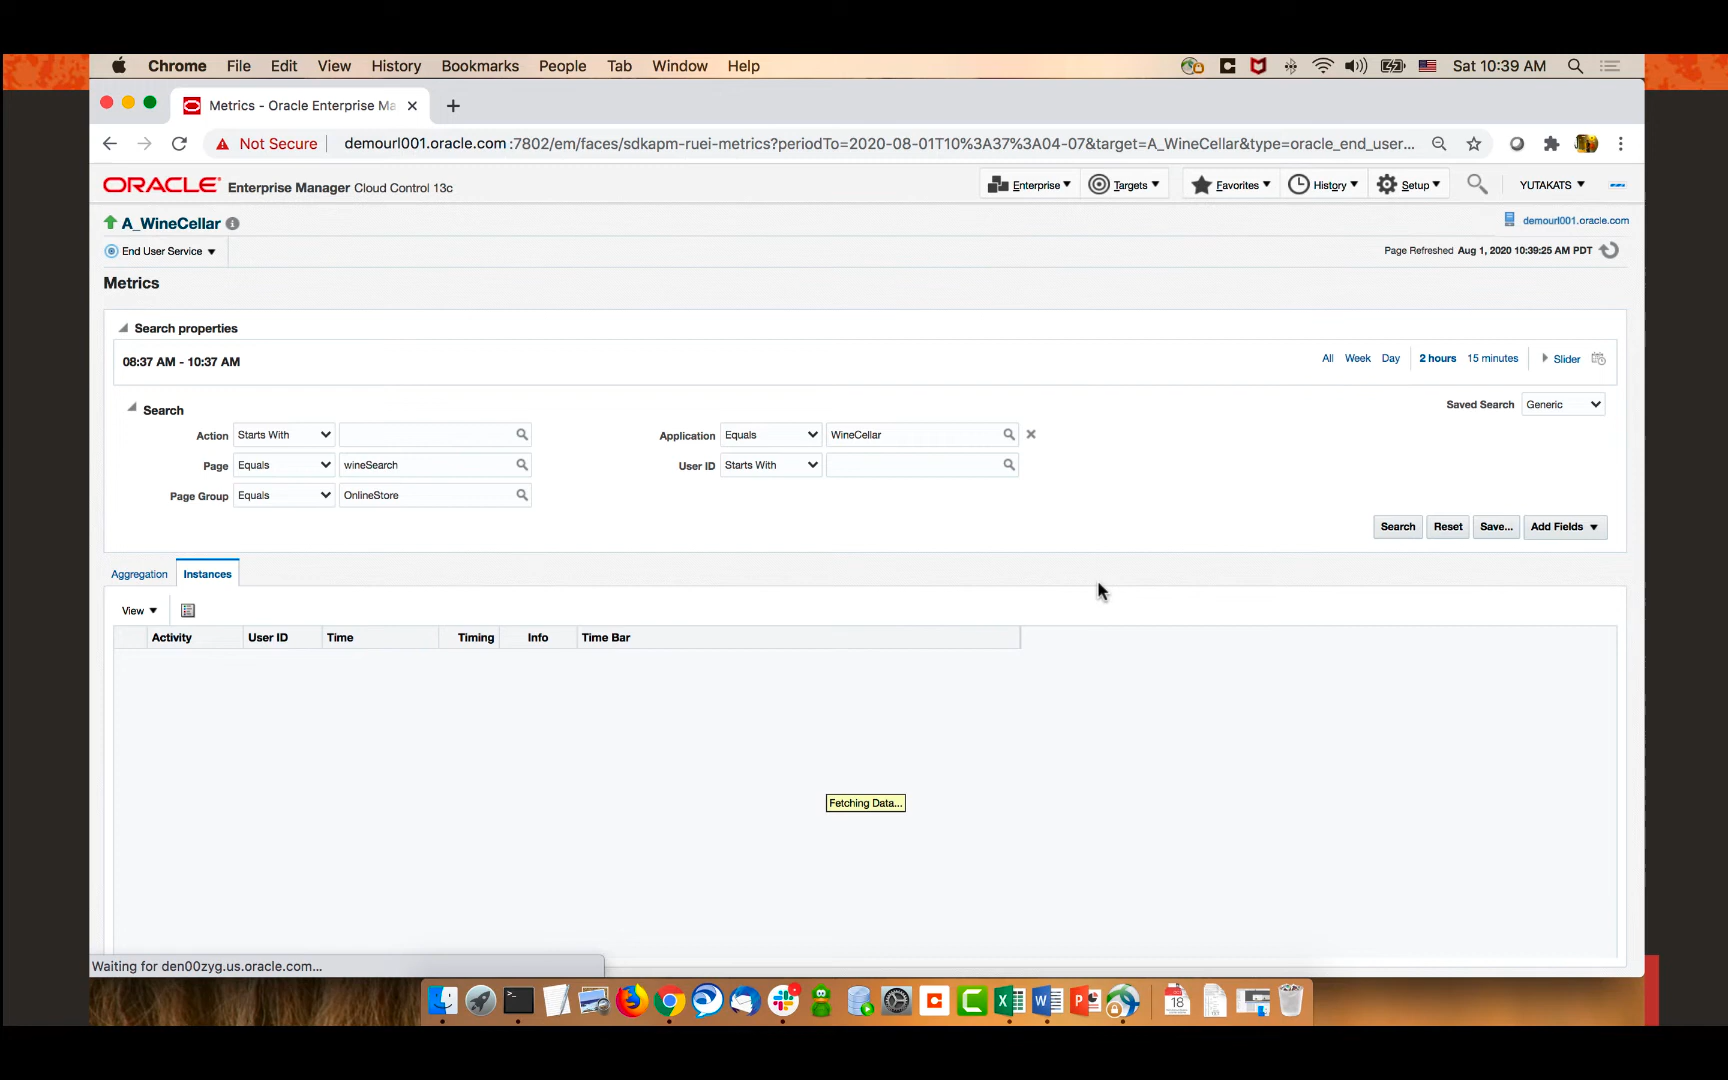 Chrome File Edit View History Bookmarks People Tab Window Help Sat 10:39 AM
Metrics - Oracle Enterprise Ma
Not Secure demourl001.oracle.com:7802/em/faces/sdkapm-ruei-metrics?periodTo=2020-08-01T10%3A37%3A04-07&target=A_WineCellar&type=oracle_end_user...
ORACLE Enterprise Manager Cloud Control 13c Enterprise Targets Favorites History Setup YUTAKATS
A_WineCellar demourl001.oracle.com
End User Service Page Refreshed Aug 1, 2020 10:39:25 AM PDT
Metrics
Search properties
08:37 AM - 10:37 AM All Week Day 2 hours 15 minutes Slider
Search Saved Search Generic
Action Starts With Application Equals WineCellar
Page Equals wineSearch User ID Starts With
Page Group Equals OnlineStore
Search Reset Save... Add Fields
Aggregation Instances
View
Activity User ID Time Timing Info Time Bar
Fetching Data...
Waiting for den00zyg.us.oracle.com...
18